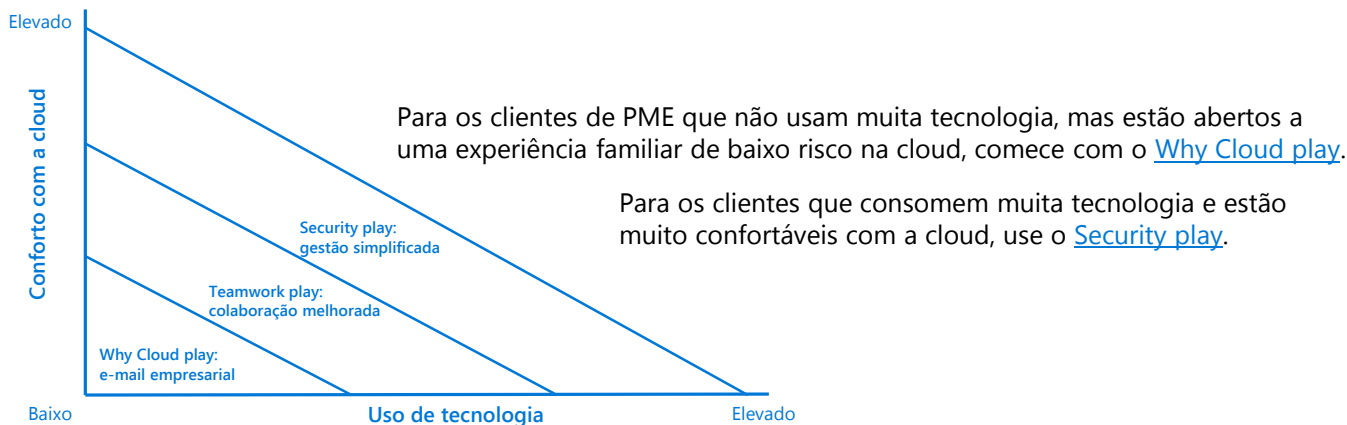 Elevado
Conforto com a cloud
Para os clientes de PME que não usam muita tecnologia, mas estão abertos a
uma experiência familiar de baixo risco na cloud, comece com o Why Cloud play.
Para os clientes que consomem muita tecnologia e estão
muito confortáveis com a cloud, use o Security play.
Security play:
gestão simplificada
Teamwork play:
colaboração melhorada
Why Cloud play:
e-mail empresarial
Baixo
Uso de tecnologia
Elevado